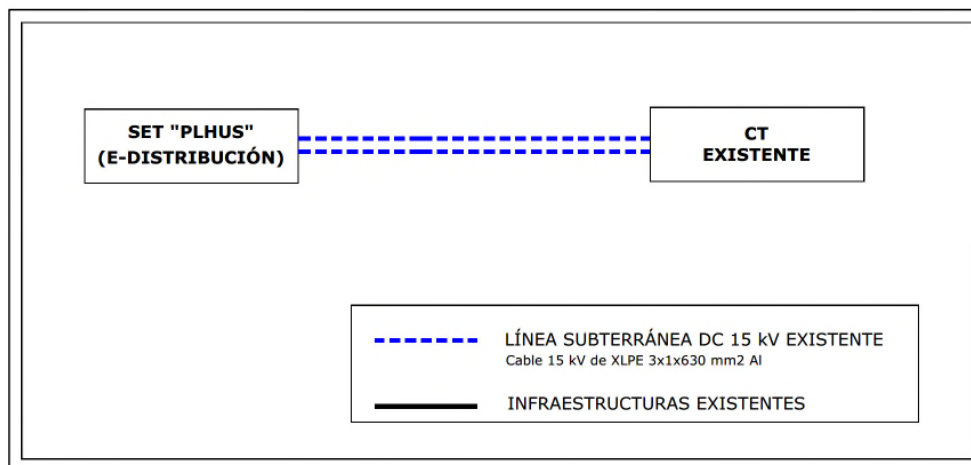 SET "PLHUS"
(E-DISTRIBUCIÓN)
CT
EXISTENTE
LÍNEA SUBTERRÁNEA DC 15 kV EXISTENTE
Cable 15 kV de XLPE 3x1x630 mm2 Al
INFRAESTRUCTURAS EXISTENTES